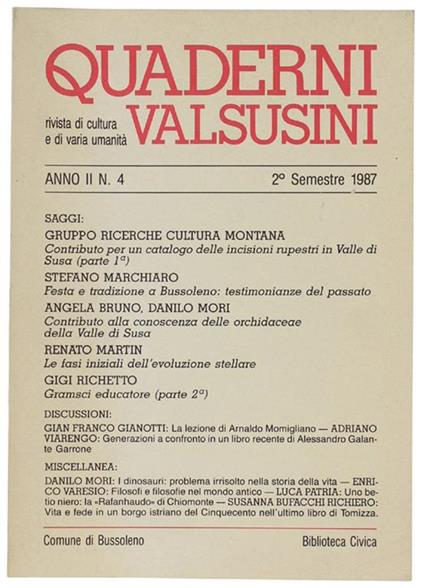 QUADERNI
rivista di cultura
e di varia umanità
VALSUSINI
ANNO II N. 4 2º Semestre 1987
SAGGI:
GRUPPO RICERCHE CULTURA MONTANA
Contributo per un catalogo delle incisioni rupestri in Valle di
Susa (parte 1ª)
STEFANO MARCHIARO
Festa e tradizione a Bussoleno: testimonianze del passato
ANGELA BRUNO, DANILO MORI
Contributo alla conoscenza delle orchidaceae
della Valle di Susa
RENATO MARTIN
Le fasi iniziali dell'evoluzione stellare
GIGI RICHETTO
Gramsci educatore (parte 2ª)
DISCUSSIONI:
GIAN FRANCO GIANOTTI: La lezione di Arnaldo Momigliano — ADRIANO
VIARENGO: Generazioni a confronto in un libro recente di Alessandro Galan-
te Garrone
MISCELLANEA:
DANILO MORI: I dinosauri: problema irrisolto nella storia della vita — ENRI-
CO VARESIO: Filosofi e filosofie nel mondo antico — LUCA PATRIA: Uno be-
tio niero: la «Rafanhaudo» di Chiomonte — SUSANNA BUFACCHI RICHIERO:
Vita e fede in un borgo istriano del Cinquecento nell'ultimo libro di Tomizza.
Comune di Bussoleno Biblioteca Civica